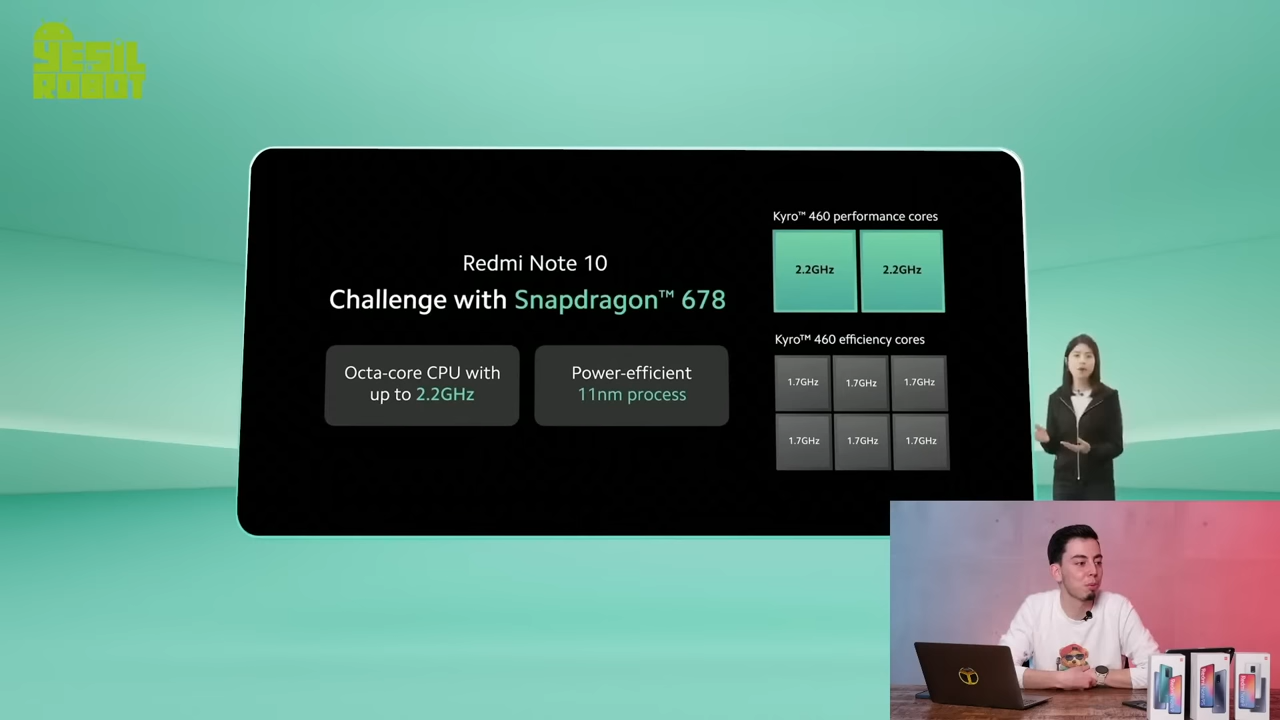 YEŞİL
ROBOT
Redmi Note 10
Challenge with Snapdragon™ 678
Octa-core CPU with
up to 2.2GHz
Power-efficient
11nm process
Kyro™ 460 performance cores
2.2GHz 2.2GHz
Kyro™ 460 efficiency cores
1.7GHz 1.7GHz 1.7GHz
1.7GHz 1.7GHz 1.7GHz